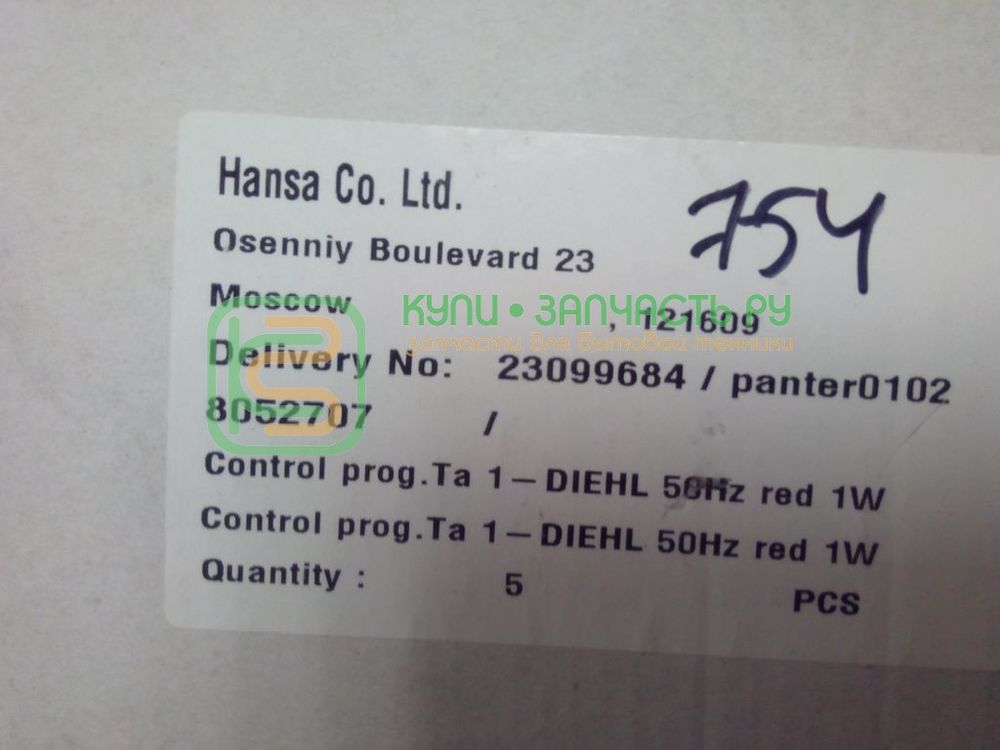 Hansa Co. Ltd.
754
Osenniy Boulevard 23
Moscow , 121609
КУПИ•ЗАПЧАСТЬ.РУ
запчасти для бытовой техники
Delivery No: 23099684 / panter0102
8052707 /
Control prog.Ta 1–DIEHL 50Hz red 1W
Control prog.Ta 1–DIEHL 50Hz red 1W
Quantity : 5 PCS